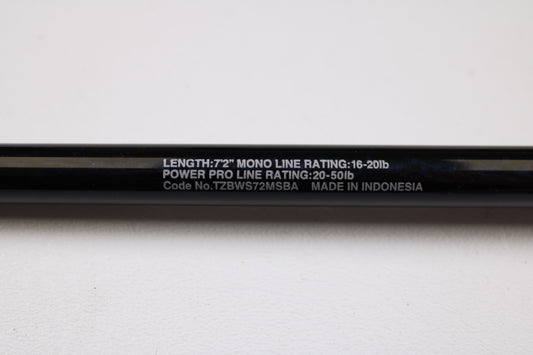 LENGTH:7'2" MONO LINE RATING:16-20lb
POWER PRO LINE RATING:20-50lb
Code No.TZBWS72MSBA MADE IN INDONESIA